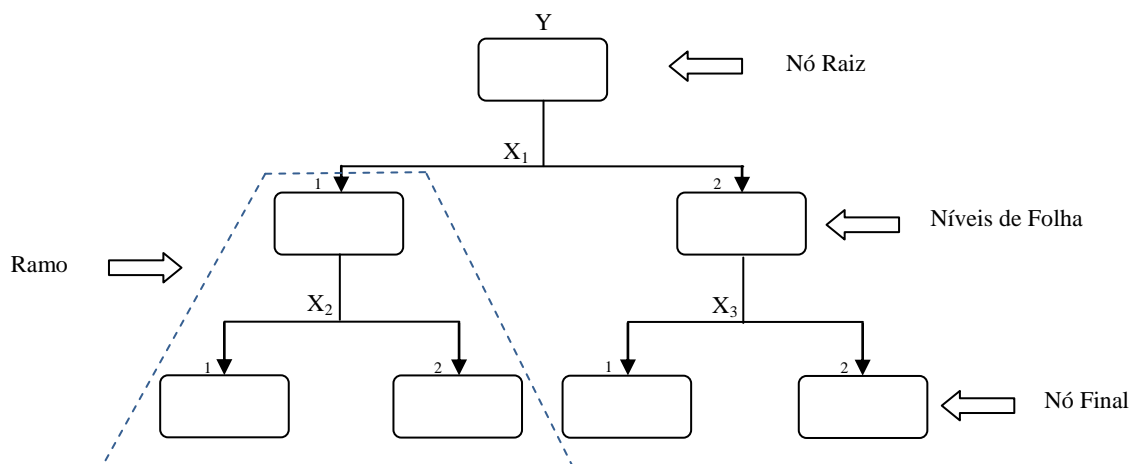 Y
Nó Raiz
X₁
1
2
Níveis de Folha
Ramo
X₂
X₃
1
2
1
2
Nó Final